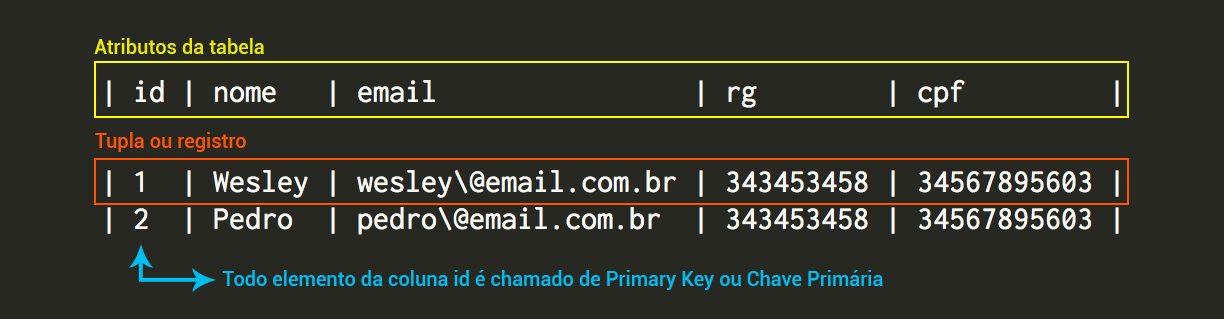 Atributos da tabela
| id | nome | email | rg | cpf |
Tupla ou registro
| 1 | Wesley | wesley\@email.com.br | 343453458 | 34567895603 |
| 2 | Pedro | pedro\@email.com.br | 343453458 | 34567895603 |
Todo elemento da coluna id é chamado de Primary Key ou Chave Primária